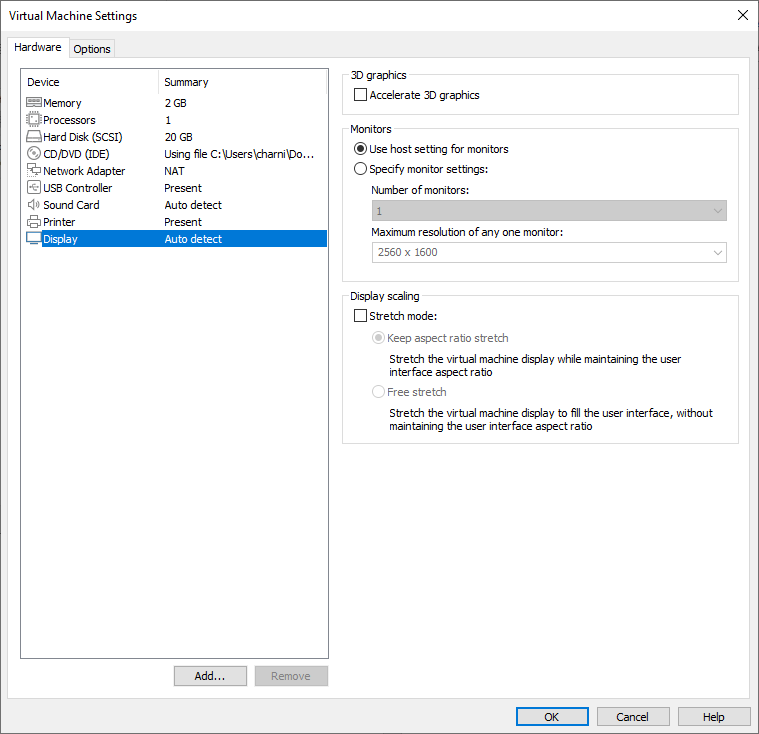 Virtual Machine Settings
Hardware
Options
Device Summary
Memory 2 GB
Processors 1
Hard Disk (SCSI) 20 GB
CD/DVD (IDE) Using file C:\Users\charni\Do...
Network Adapter NAT
USB Controller Present
Sound Card Auto detect
Printer Present
Display Auto detect
Add...
Remove
3D graphics
Accelerate 3D graphics
Monitors
Use host setting for monitors
Specify monitor settings:
Number of monitors:
1
Maximum resolution of any one monitor:
2560 x 1600
Display scaling
Stretch mode:
Keep aspect ratio stretch
Stretch the virtual machine display while maintaining the user
interface aspect ratio
Free stretch
Stretch the virtual machine display to fill the user interface, without
maintaining the user interface aspect ratio
OK
Cancel
Help